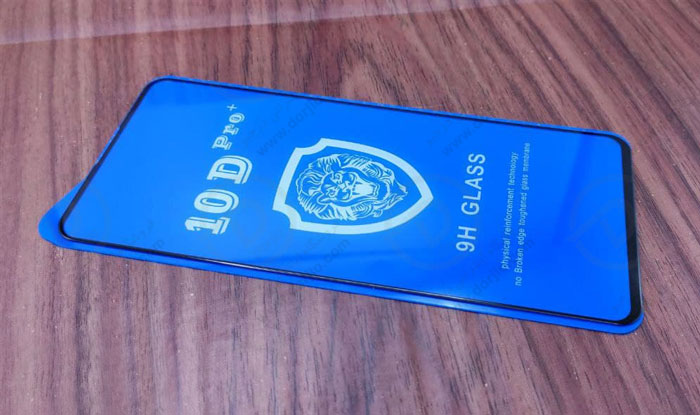 10D Pro+
9H GLASS
physical reinforcement technology
no Broken edge toughened glass membrane